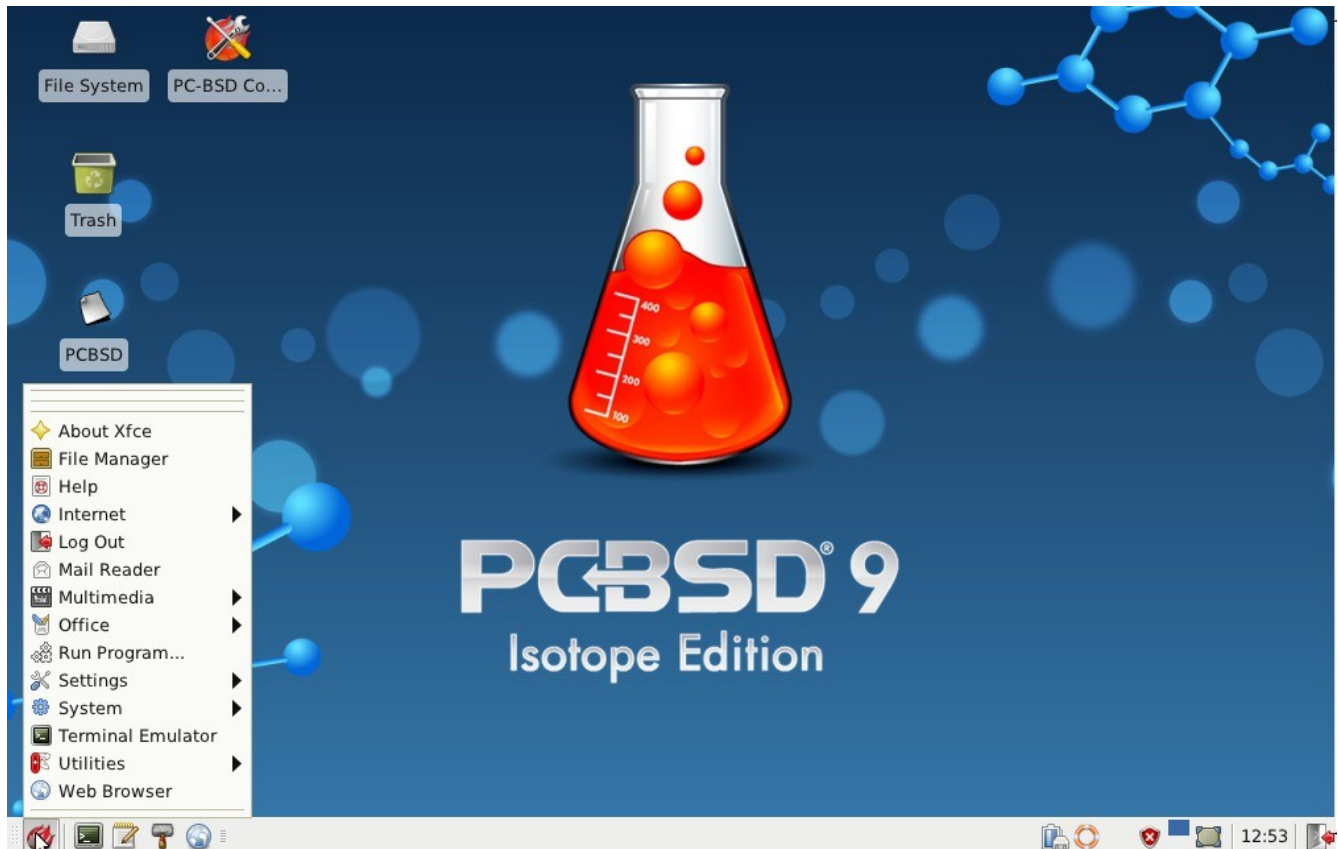 File System
PC-BSD Co...
Trash
PCBSD
About Xfce
File Manager
Help
Internet
Log Out
Mail Reader
Multimedia
Office
Run Program...
Settings
System
Terminal Emulator
Utilities
Web Browser
400
300
200
100
PCBSD® 9
Isotope Edition
12:53